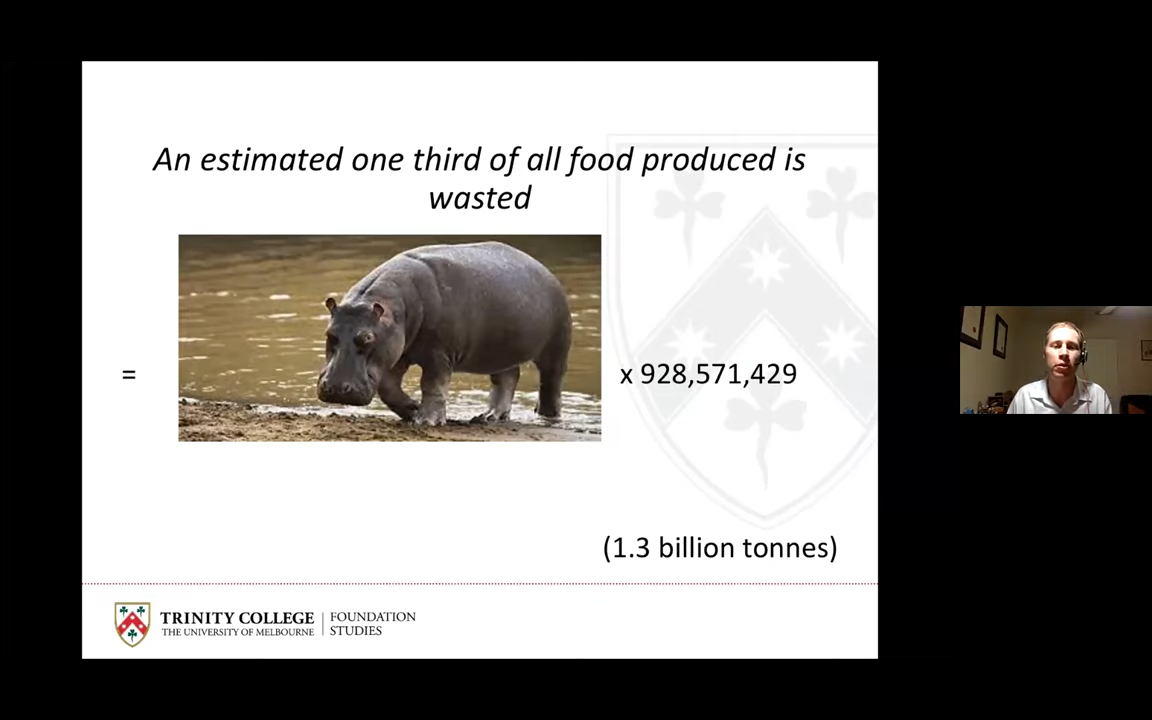 An estimated one third of all food produced is
wasted
=
x 928,571,429
(1.3 billion tonnes)
TRINITY COLLEGE
THE UNIVERSITY OF MELBOURNE
FOUNDATION
STUDIES